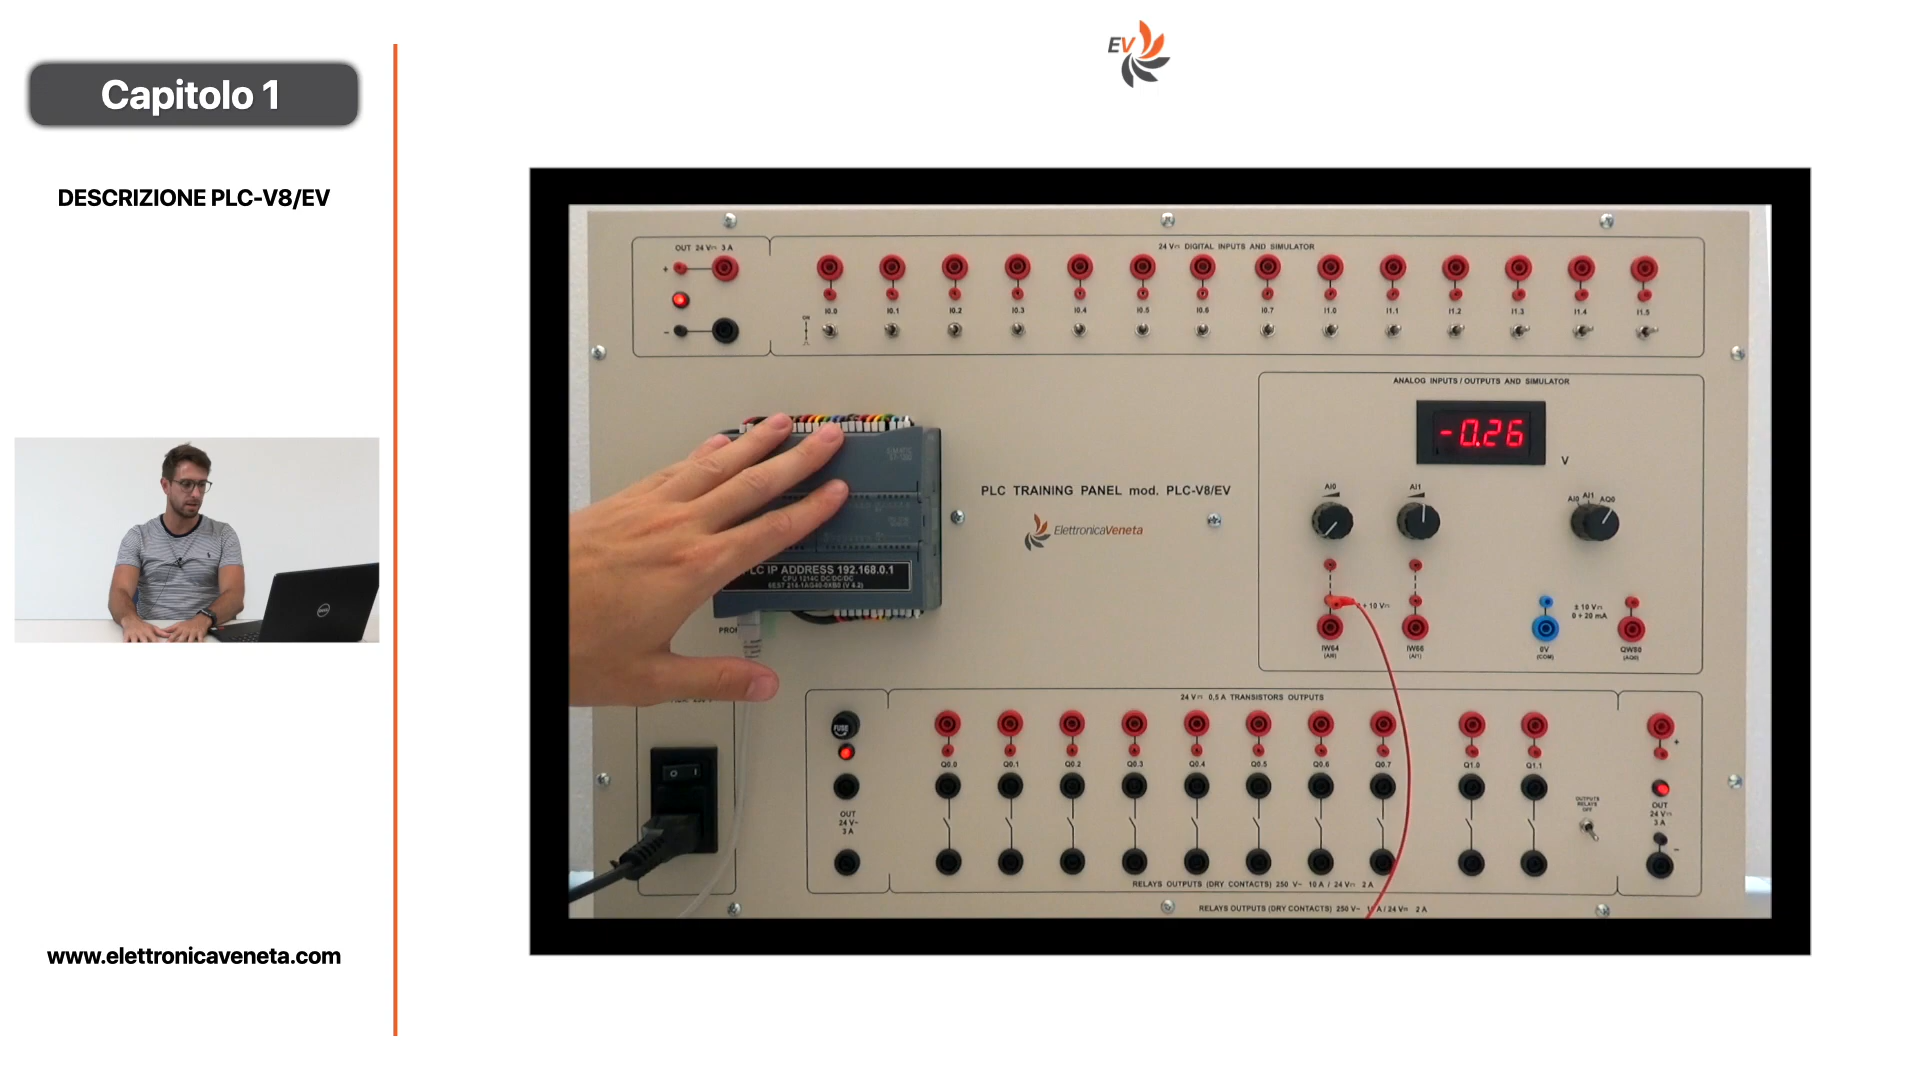 Capitolo 1
DESCRIZIONE PLC-V8/EV
www.elettronicaveneta.com
EV
OUT 24 V⎓ 3 A
+
-
24 V⎓ DIGITAL INPUTS AND SIMULATOR
I0.0 I0.1 I0.2 I0.3 I0.4 I0.5 I0.6 I0.7 I1.0 I1.1 I1.2 I1.3 I1.4 I1.5
ON
ANALOG INPUTS / OUTPUTS AND SIMULATOR
-0.26
V
AI0 AI1 AI0 AI1 AQ0
PLC TRAINING PANEL mod. PLC-V8/EV
ElettronicaVeneta
PLC IP ADDRESS 192.168.0.1
CPU 1214C DC/DC/DC
6ES7 214-1AG40-0XB0 (V 4.2)
± 10 V⎓
0 ÷ 20 mA
IW64
(AI0)
IW66
(AI1)
0V
(COM)
QW80
(AQ0)
24 V⎓ 0,5 A TRANSISTORS OUTPUTS
FUSE
Q0.0 Q0.1 Q0.2 Q0.3 Q0.4 Q0.5 Q0.6 Q0.7 Q1.0 Q1.1
+
OUT
24 V~
3 A
OUTPUTS
RELAYS
OFF
OUT
24 V⎓
3 A
-
RELAYS OUTPUTS (DRY CONTACTS) 250 V~ 10 A / 24 V⎓ 2 A
RELAYS OUTPUTS (DRY CONTACTS) 250 V~ A / 24 V⎓ 2 A